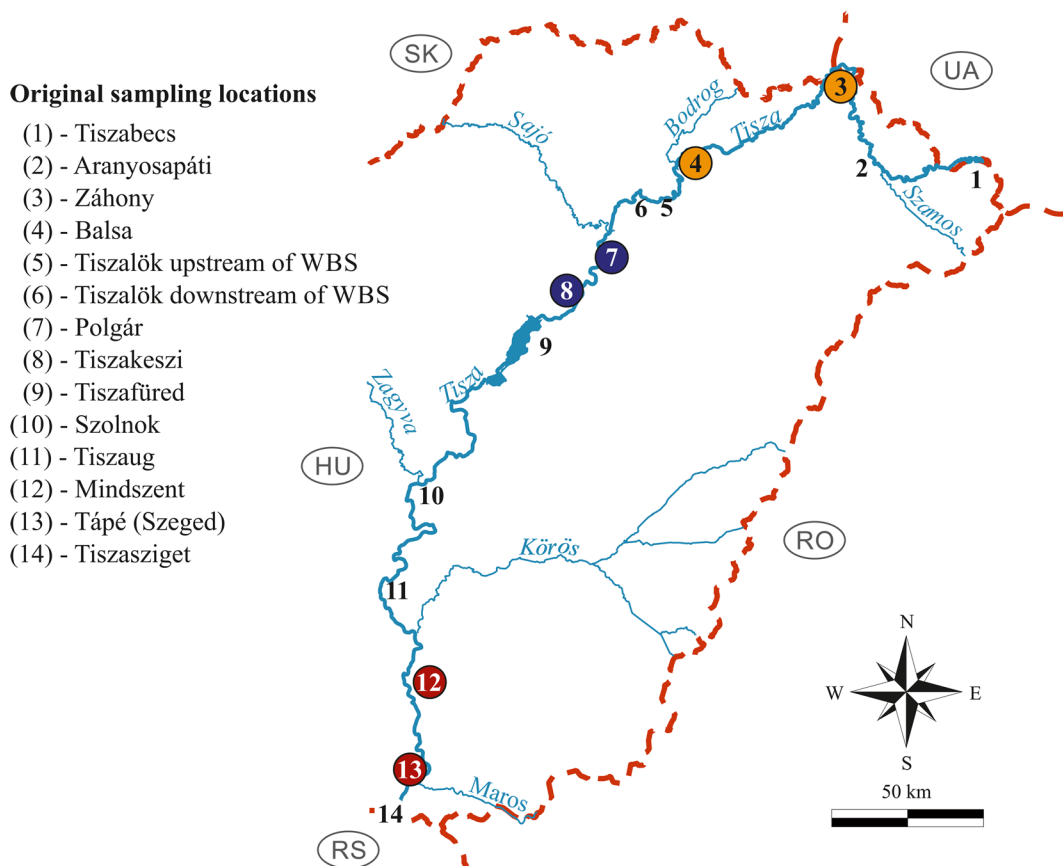 Original sampling locations
(1) - Tiszabecs
(2) - Aranyosapáti
(3) - Záhony
(4) - Balsa
(5) - Tiszalök upstream of WBS
(6) - Tiszalök downstream of WBS
(7) - Polgár
(8) - Tiszakeszi
(9) - Tiszafüred
(10) - Szolnok
(11) - Tiszaug
(12) - Mindszent
(13) - Tápé (Szeged)
(14) - Tiszasziget
SK
UA
3
Bodrog
Tisza
Sajó
4
2
1
6
5
Szamos
7
8
9
Tisza
Zagyva
HU
10
RO
Körös
11
12
13
Maros
14
RS
N
W
E
S
50 km